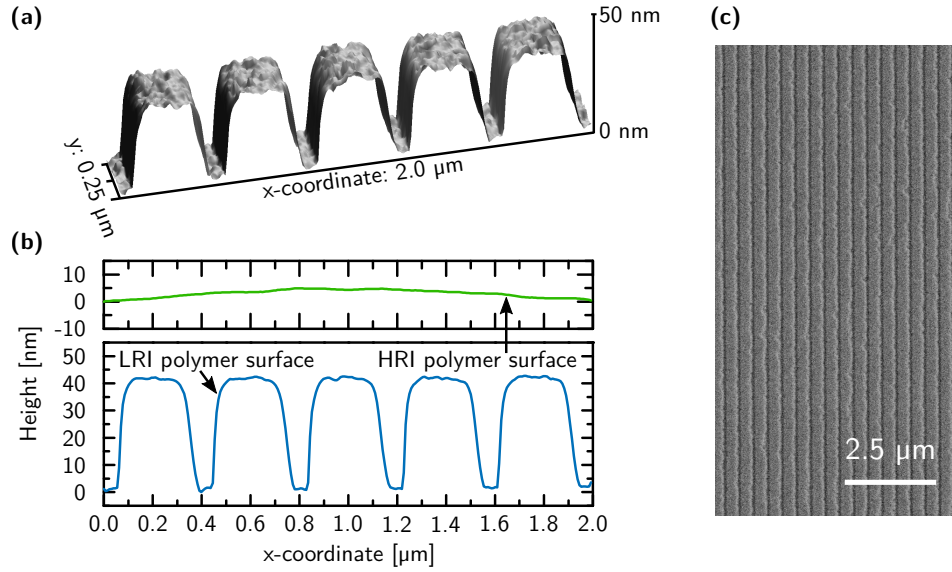 (a)
50 nm
0 nm
y: 0.25 µm
x-coordinate: 2.0 µm
(b)
10
0
-10
Height [nm]
50
40
30
20
10
0
LRI polymer surface
HRI polymer surface
0.0 0.2 0.4 0.6 0.8 1.0 1.2 1.4 1.6 1.8 2.0
x-coordinate [µm]
(c)
2.5 µm